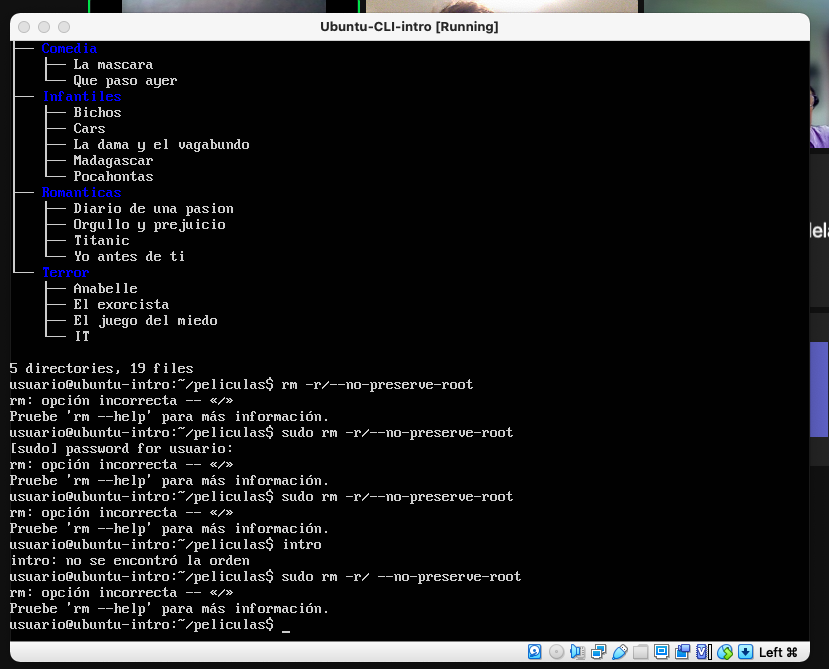 Ubuntu-CLI-intro [Running]
Comedia
La mascara
Que paso ayer
Infantiles
Bichos
Cars
La dama y el vagabundo
Madagascar
Pocahontas
Romanticas
Diario de una pasion
Orgullo y prejuicio
Titanic
Yo antes de ti
Terror
Anabelle
El exorcista
El juego del miedo
IT
5 directories, 19 files
usuario@ubuntu-intro:~/peliculas$ rm -r/--no-preserve-root
rm: opción incorrecta -- «/»
Pruebe 'rm --help' para más información.
usuario@ubuntu-intro:~/peliculas$ sudo rm -r/--no-preserve-root
[sudo] password for usuario:
rm: opción incorrecta -- «/»
Pruebe 'rm --help' para más información.
usuario@ubuntu-intro:~/peliculas$ sudo rm -r/--no-preserve-root
rm: opción incorrecta -- «/»
Pruebe 'rm --help' para más información.
usuario@ubuntu-intro:~/peliculas$ intro
intro: no se encontró la orden
usuario@ubuntu-intro:~/peliculas$ sudo rm -r/ --no-preserve-root
rm: opción incorrecta -- «/»
Pruebe 'rm --help' para más información.
usuario@ubuntu-intro:~/peliculas$ _
Left ⌘